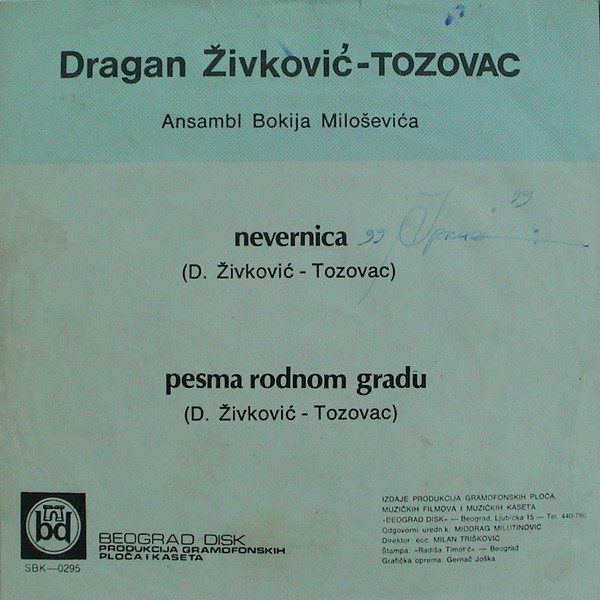 Dragan Živković-TOZOVAC
Ansambl Bokija Miloševića
nevernica
(D. Živković - Tozovac)
pesma rodnom gradu
(D. Živković - Tozovac)
bd
BEOGRAD DISK
PRODUKCIJA GRAMOFONSKIH
PLOČA I KASETA
SBK—0295
IZDAJE PRODUKCIJA GRAMOFONSKIH PLOČA,
MUZIČKIH FILMOVA I MUZIČKIH KASETA
»BEOGRAD DISK« — Beograd, Ljubička 15 — Tel. 440-786
Odgovorni urednik: MIODRAG MILUTINOVIĆ
Direktor: ecc. MILAN TRIŠKOVIĆ
Štampa: »Radiša Timotić« — Beograd
Grafička oprema: Gernač Joška